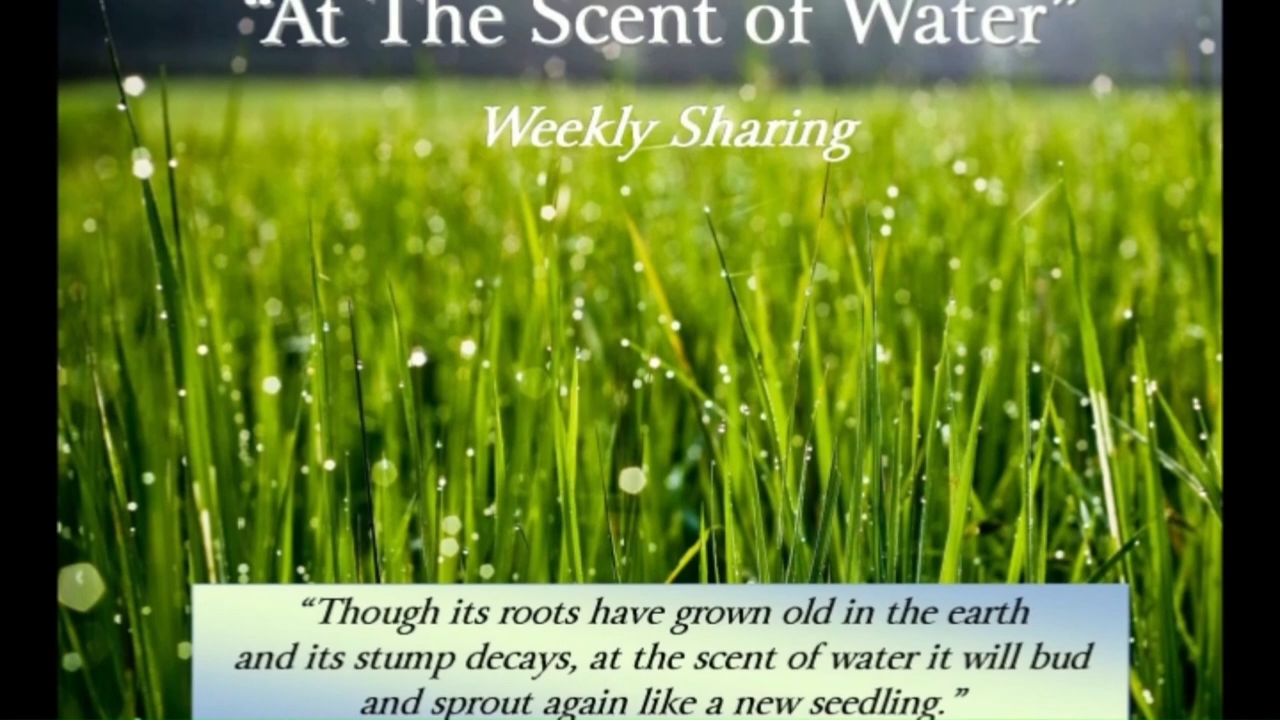 “At The Scent of Water”
Weekly Sharing
“Though its roots have grown old in the earth
and its stump decays, at the scent of water it will bud
and sprout again like a new seedling.”